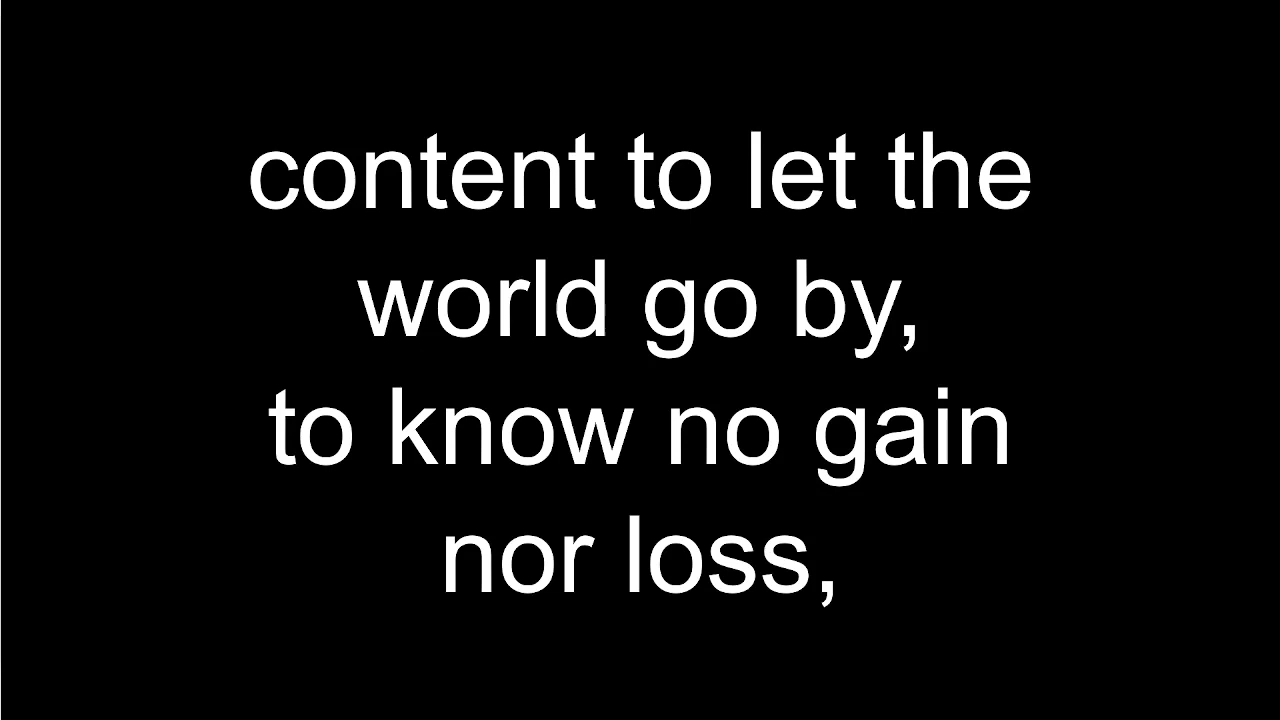 content to let the
world go by,
to know no gain
nor loss,